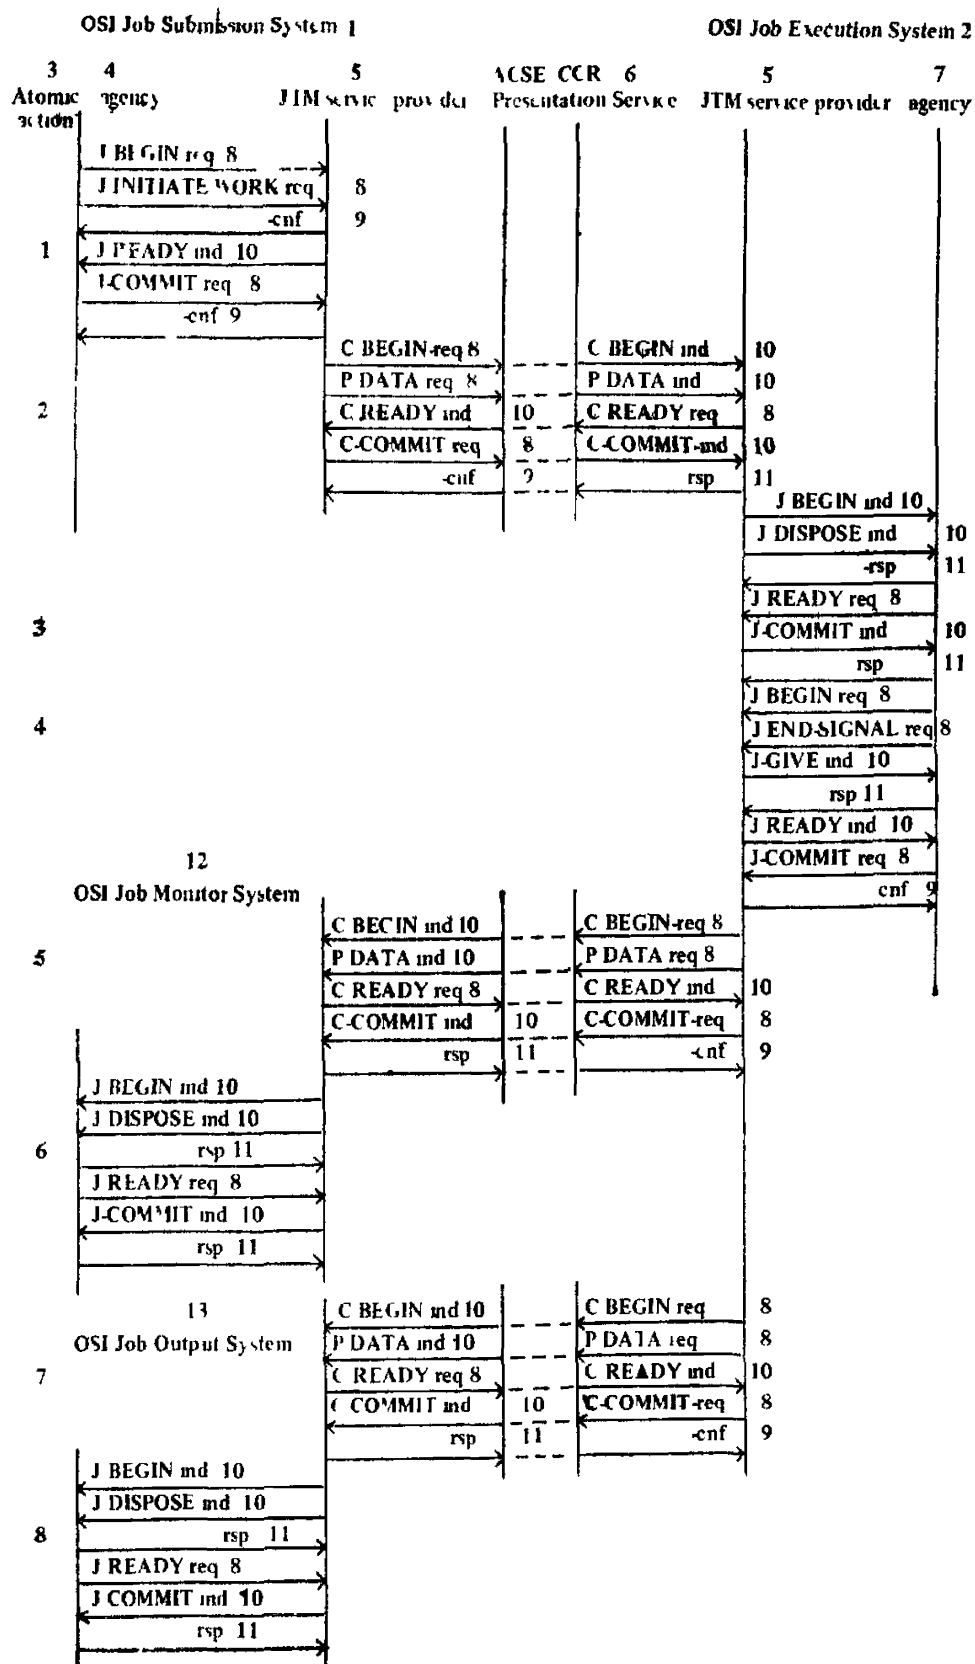 OSI Job Submission System 1
OSI Job Execution System 2
3 4 5 ACSE CCR 6 5 7
Atomic agency JTM service provider Presentation Service JTM service provider agency
action
J BEGIN req 8
J INITIATE WORK req 8
-cnf 9
1 J READY ind 10
J-COMMIT req 8
-cnf 9
C BEGIN-req 8 C BEGIN ind 10
P DATA req 8 P DATA ind 10
2 C READY ind 10 C READY req 8
C-COMMIT req 8 C-COMMIT-ind 10
-cnf 9 rsp 11
J BEGIN ind 10
J DISPOSE ind 10
-rsp 11
J READY req 8
3 J-COMMIT ind 10
rsp 11
J BEGIN req 8
4 J END-SIGNAL req 8
J-GIVE ind 10
rsp 11
J READY ind 10
12 J-COMMIT req 8
OSI Job Monitor System cnf 9
C BECIN ind 10 C BEGIN-req 8
5 P DATA ind 10 P DATA req 8
C READY req 8 C READY ind 10
C-COMMIT ind 10 C-COMMIT-req 8
rsp 11 -cnf 9
J BEGIN ind 10
J DISPOSE ind 10
6 rsp 11
J READY req 8
J-COMMIT ind 10
rsp 11
13 C BEGIN ind 10 C BEGIN req 8
OSI Job Output System P DATA ind 10 P DATA req 8
7 C READY req 8 C READY ind 10
C COMMIT ind 10 C-COMMIT-req 8
rsp 11 -cnf 9
J BEGIN ind 10
J DISPOSE ind 10
8 rsp 11
J READY req 8
J COMMIT ind 10
rsp 11